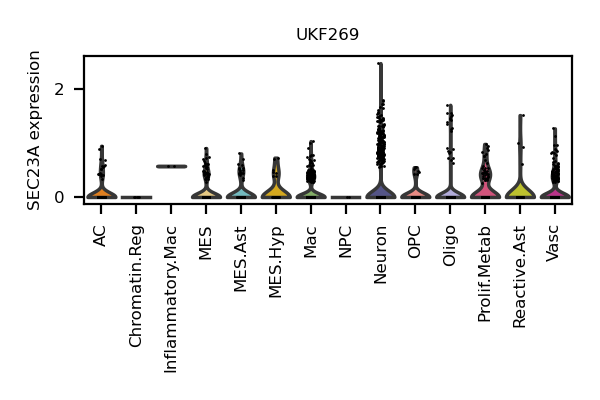 UKF269
SEC23A expression
2
0
AC
Chromatin.Reg
Inflammatory.Mac
MES
MES.Ast
MES.Hyp
Mac
NPC
Neuron
OPC
Oligo
Prolif.Metab
Reactive.Ast
Vasc